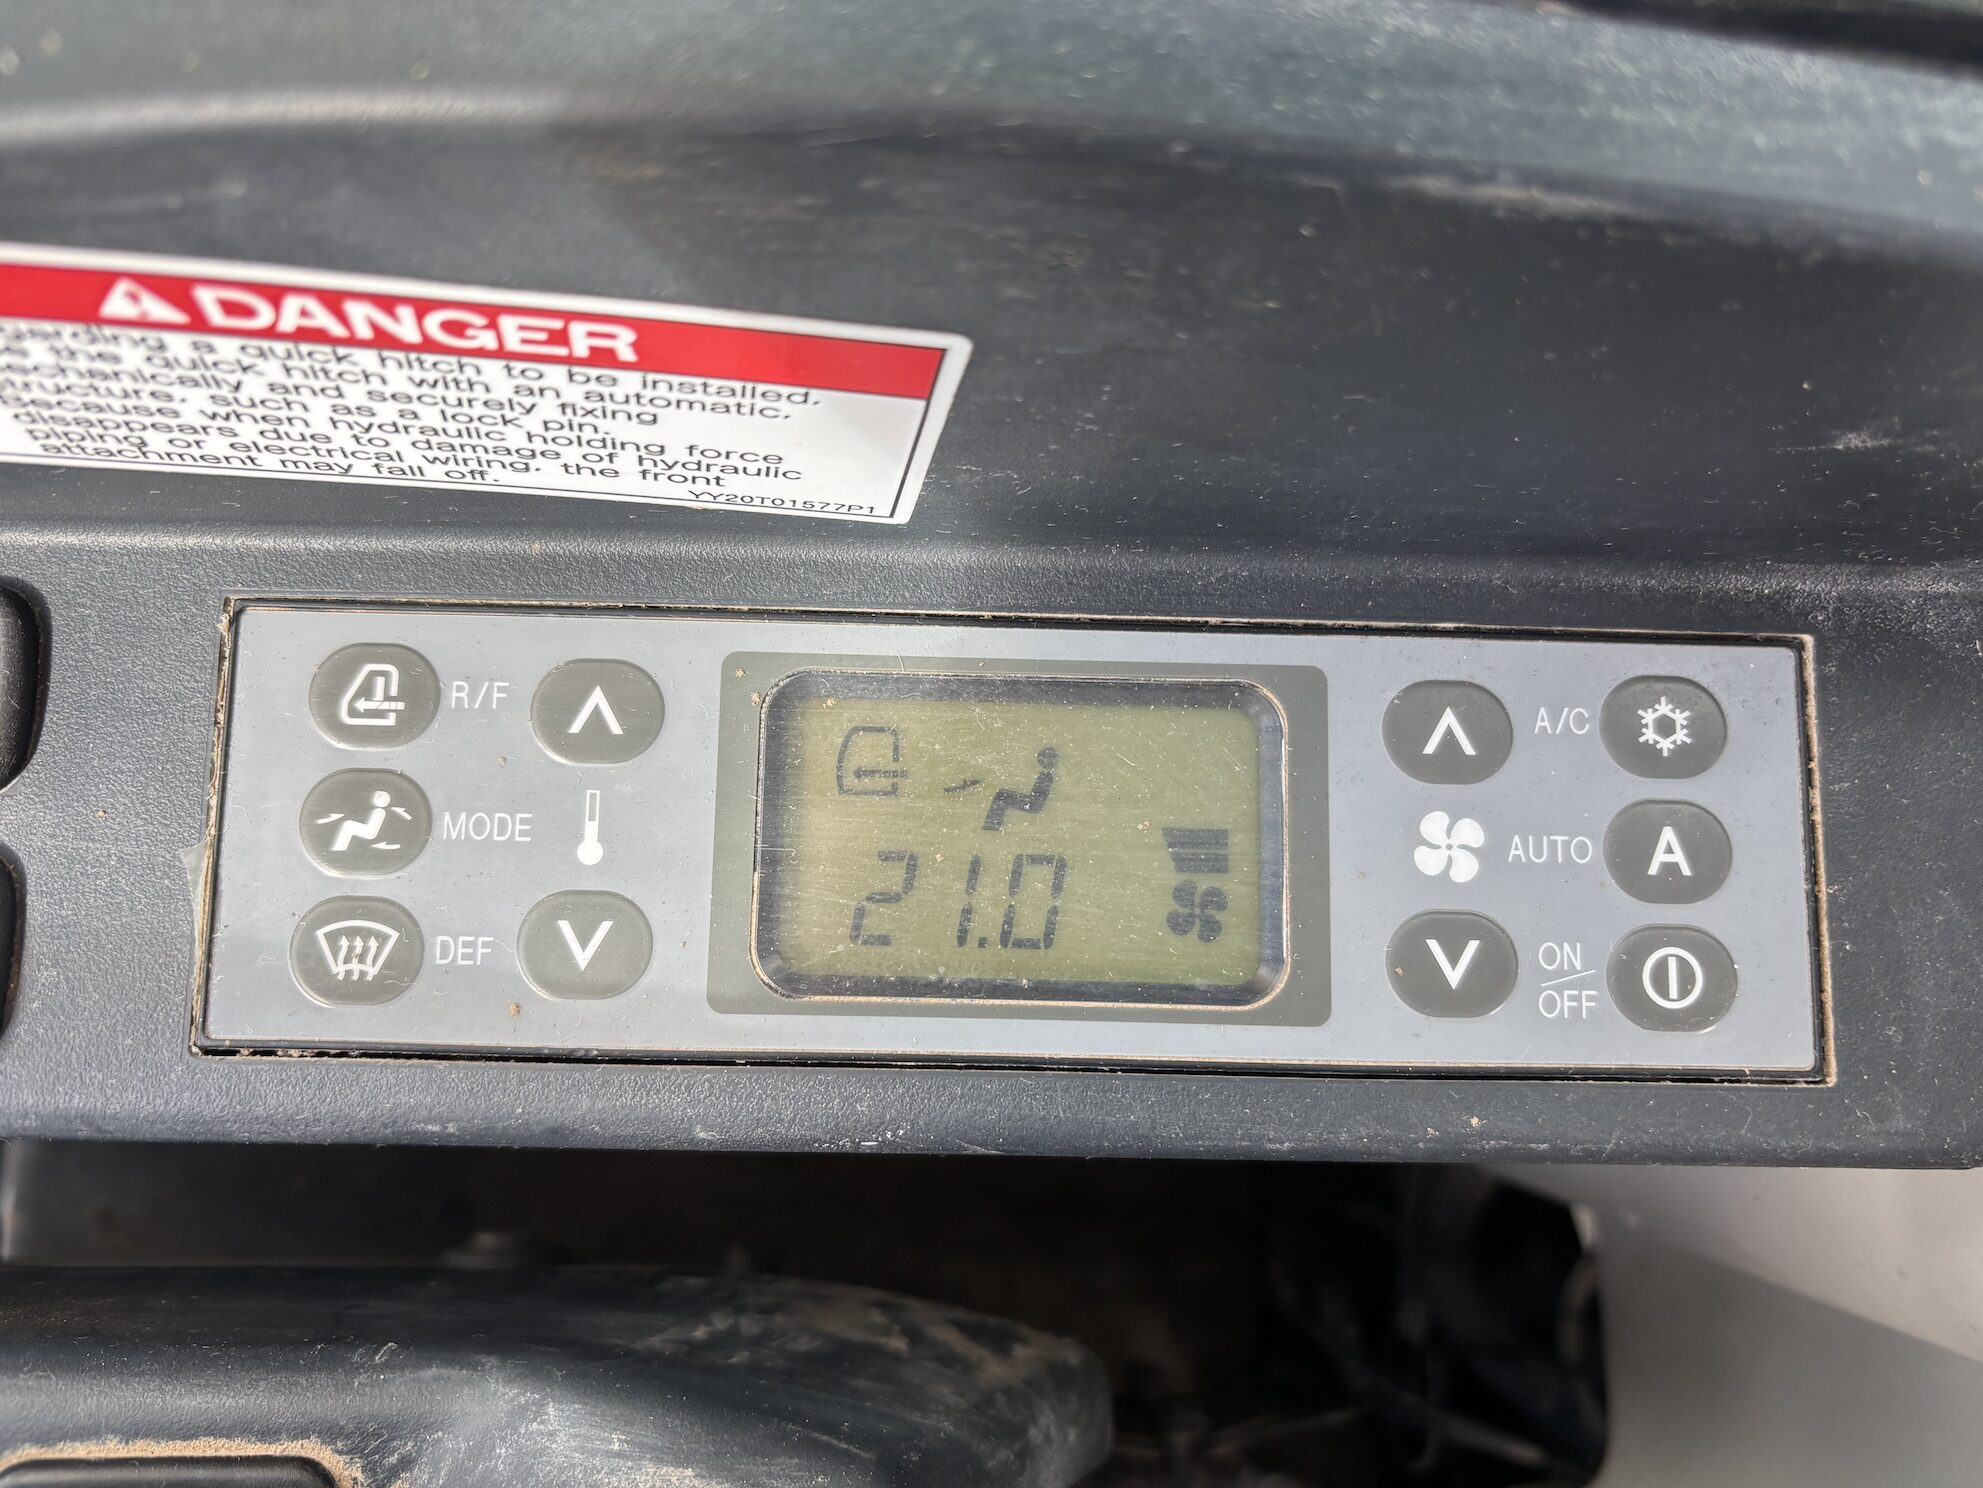 DANGER
a quick hitch to be installed,
the quick hitch with an automatic,
and securely fixing
such as a lock pin.
because when hydraulic holding force
disappears due to damage of hydraulic
piping or electrical wiring, the front
attachment may fall off.
YY20T01577P1
R/F
MODE
DEF
21.0
A/C
AUTO
A
ON
OFF